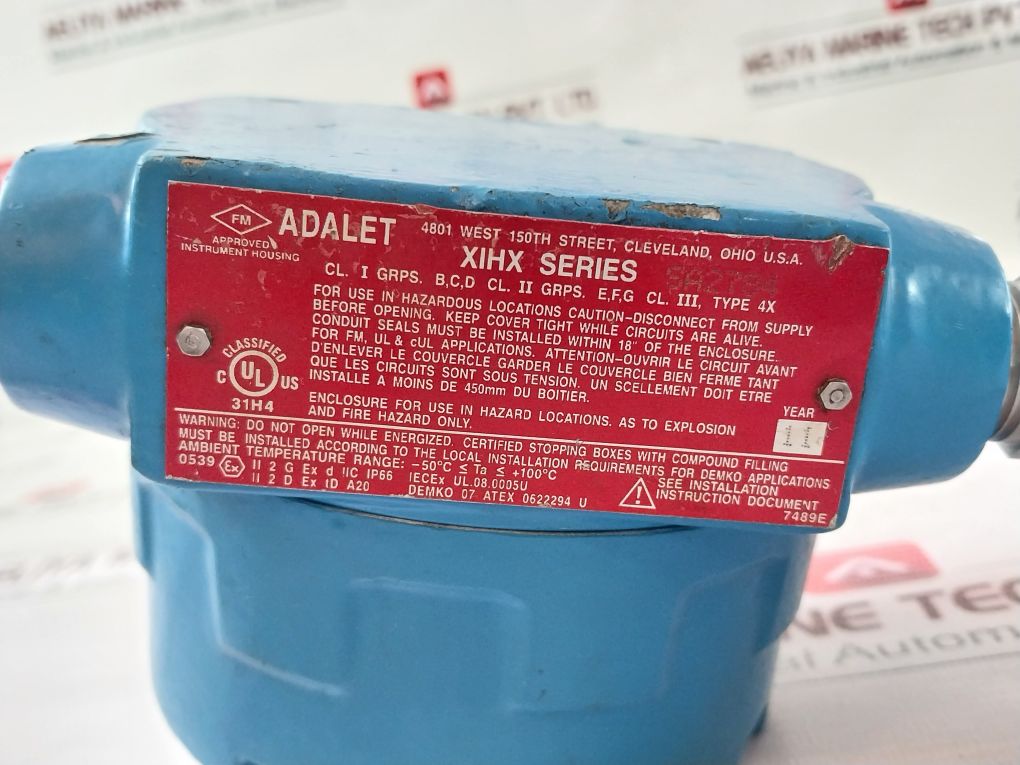 FM
APPROVED
INSTRUMENT HOUSING
ADALET 4801 WEST 150TH STREET, CLEVELAND, OHIO U.S.A.
XIHX SERIES
CL. I GRPS. B,C,D CL. II GRPS. E,F,G CL. III, TYPE 4X
FOR USE IN HAZARDOUS LOCATIONS CAUTION-DISCONNECT FROM SUPPLY
BEFORE OPENING. KEEP COVER TIGHT WHILE CIRCUITS ARE ALIVE.
CONDUIT SEALS MUST BE INSTALLED WITHIN 18" OF THE ENCLOSURE.
FOR FM, UL & cUL APPLICATIONS. ATTENTION-OUVRIR LE CIRCUIT AVANT
D'ENLEVER LE COUVERCLE GARDER LE COUVERCLE BIEN FERME TANT
QUE LES CIRCUITS SONT SOUS TENSION. UN SCELLEMENT DOIT ETRE
INSTALLE A MOINS DE 450mm DU BOITIER.
CLASSIFIED
C UL US
31H4
ENCLOSURE FOR USE IN HAZARD LOCATIONS. AS TO EXPLOSION
AND FIRE HAZARD ONLY.
YEAR
11
WARNING: DO NOT OPEN WHILE ENERGIZED. CERTIFIED STOPPING BOXES WITH COMPOUND FILLING
MUST BE INSTALLED ACCORDING TO THE LOCAL INSTALLATION REQUIREMENTS FOR DEMKO APPLICATIONS
AMBIENT TEMPERATURE RANGE: -50°C ≤ Ta ≤ +100°C
0539 Ex II 2 G Ex d IIC IP66 IECEx UL.08.0005U
II 2 D Ex tD A20 DEMKO 07 ATEX 0622294 U
SEE INSTALLATION
INSTRUCTION DOCUMENT
7489E